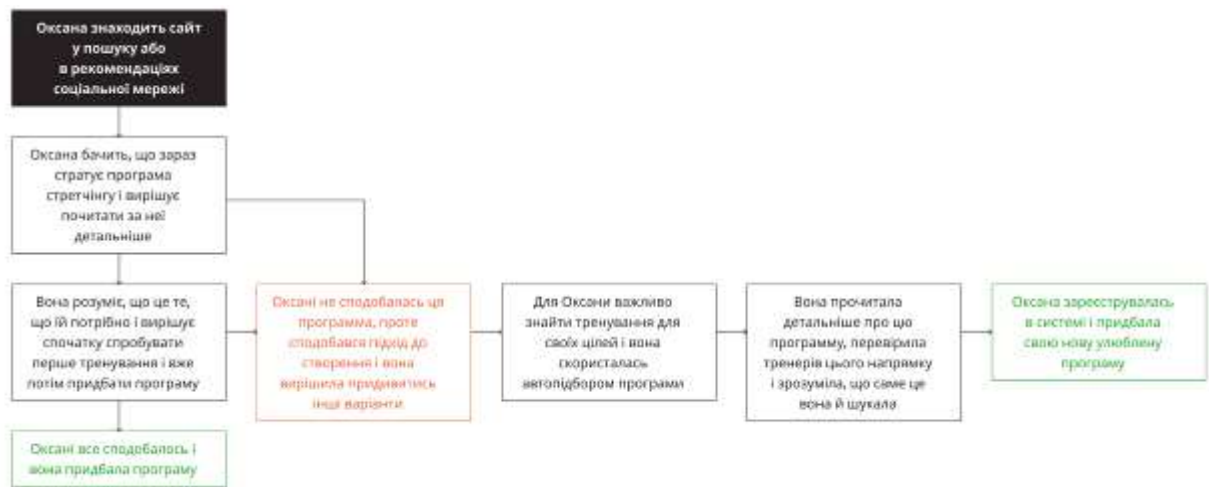 Оксана знаходить сайт
у пошуку або
в рекомендаціях
соціальної мережі
Оксана бачить, що зараз
стратує програма
стретчінгу і вирішує
почитати за неї
детальніше
Вона розуміє, що це те,
що їй потрібно і вирішує
спочатку спробувати
перше тренування і вже
потім придбати програму
Оксані все сподобалось і
вона придбала програму
Оксані не сподобалась ця
программа, проте
сподобався підхід до
створення і вона
вирішила придивитись
інші варіанти
Для Оксани важливо
знайти тренування для
своїх цілей і вона
скористалась
автопідбором програми
Вона прочитала
детальніше про цю
программу, перевірила
тренерів цього напрямку
і зрозуміла, що саме це
вона й шукала
Оксана зареєструвалась
в системі і придбала
свою нову улюблену
програму